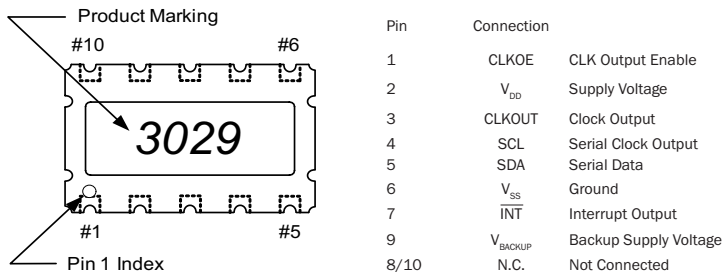 Product Marking
#10 #6
3029
#1 #5
Pin 1 Index
Pin Connection
1 CLKOE CLK Output Enable
2 VDD Supply Voltage
3 CLKOUT Clock Output
4 SCL Serial Clock Output
5 SDA Serial Data
6 VSS Ground
7 INT Interrupt Output
9 VBACKUP Backup Supply Voltage
8/10 N.C. Not Connected